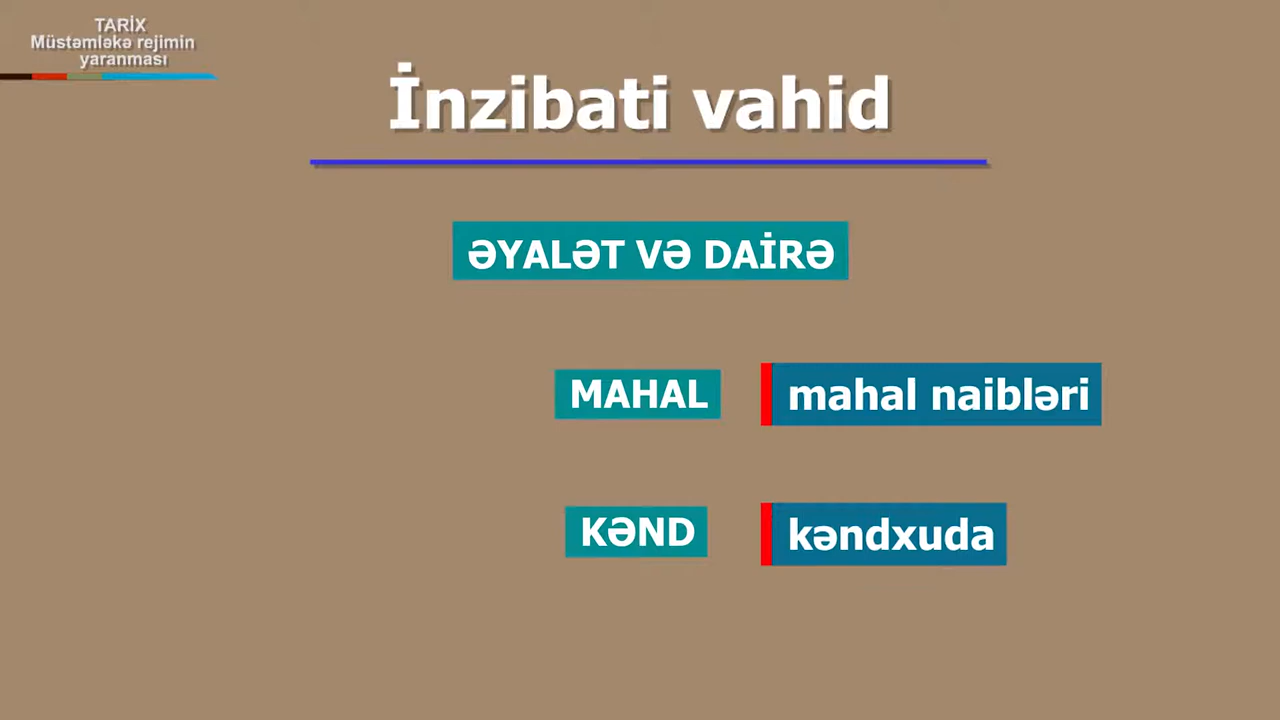 TARİX
Müstəmləkə rejimin
yaranması
İnzibati vahid
ƏYALƏT VƏ DAİRƏ
MAHAL
mahal naibləri
KƏND
kəndxuda